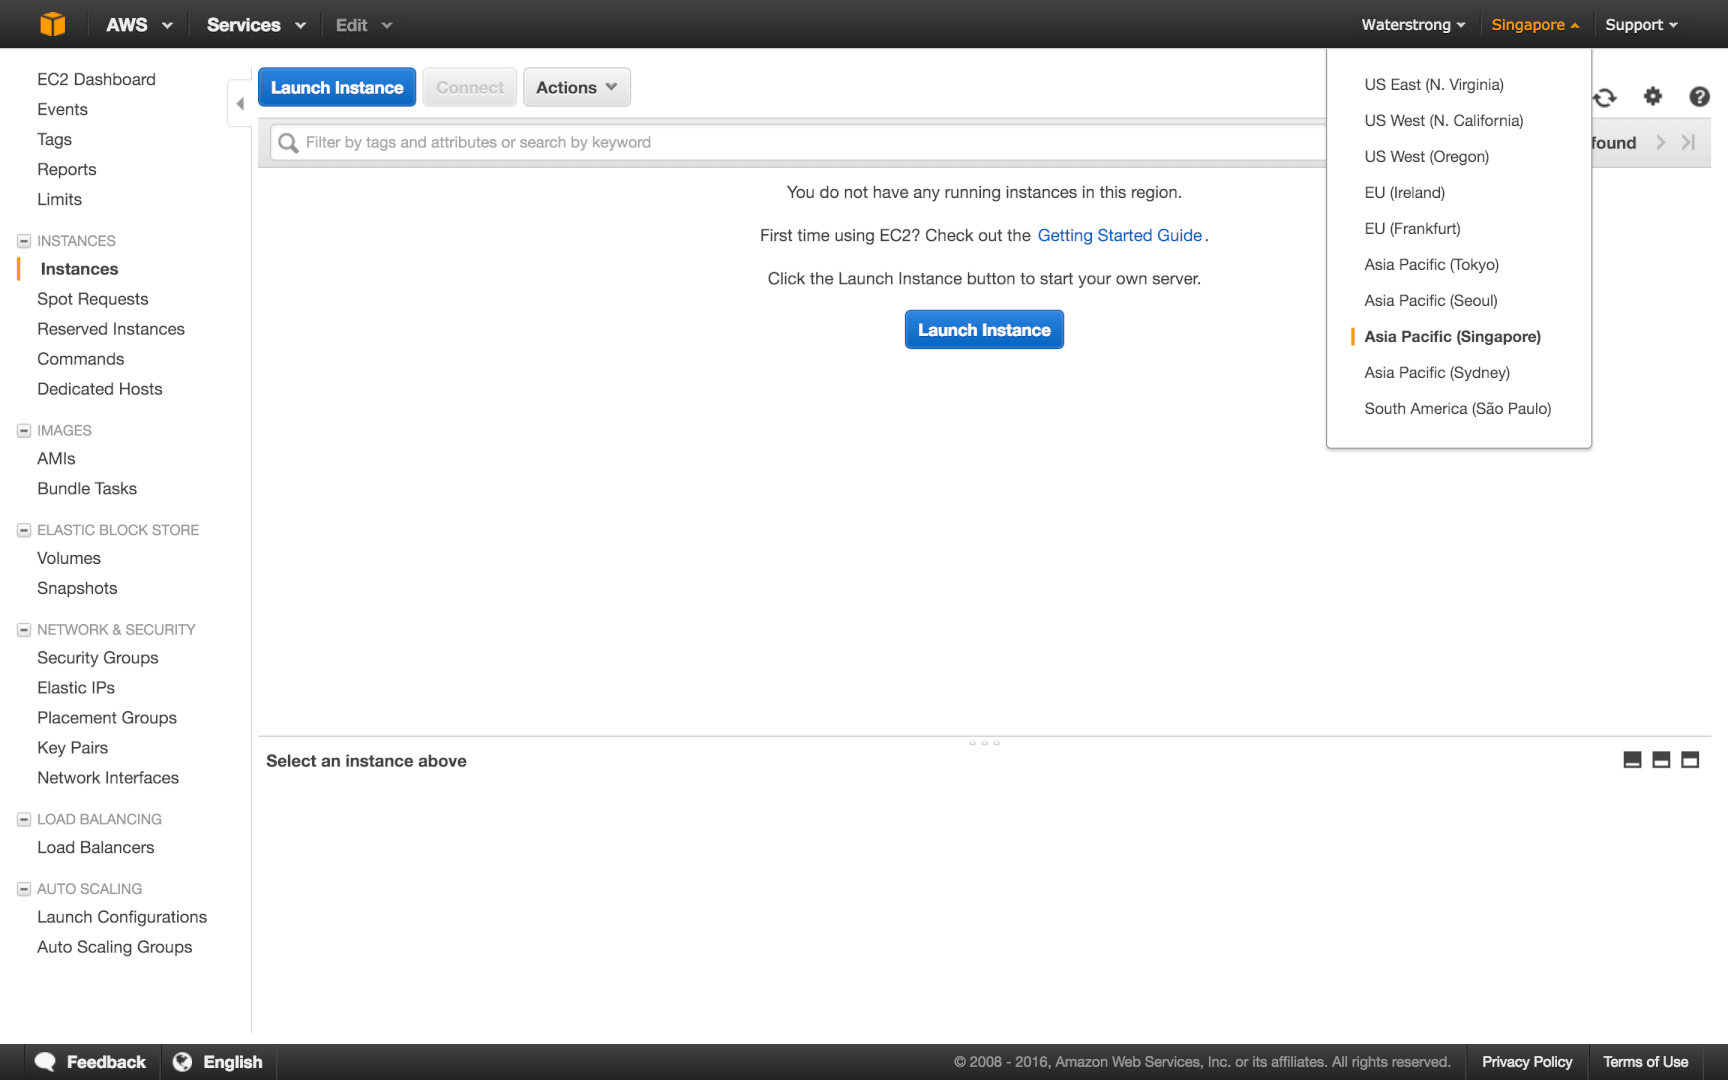 AWS Services Edit Waterstrong Singapore Support
EC2 Dashboard
Events
Tags
Reports
Limits
INSTANCES
Instances
Spot Requests
Reserved Instances
Commands
Dedicated Hosts
IMAGES
AMIs
Bundle Tasks
ELASTIC BLOCK STORE
Volumes
Snapshots
NETWORK & SECURITY
Security Groups
Elastic IPs
Placement Groups
Key Pairs
Network Interfaces
LOAD BALANCING
Load Balancers
AUTO SCALING
Launch Configurations
Auto Scaling Groups
Launch Instance Connect Actions
Filter by tags and attributes or search by keyword
found
You do not have any running instances in this region.
First time using EC2? Check out the Getting Started Guide.
Click the Launch Instance button to start your own server.
Launch Instance
US East (N. Virginia)
US West (N. California)
US West (Oregon)
EU (Ireland)
EU (Frankfurt)
Asia Pacific (Tokyo)
Asia Pacific (Seoul)
Asia Pacific (Singapore)
Asia Pacific (Sydney)
South America (São Paulo)
Select an instance above
Feedback English © 2008 - 2016, Amazon Web Services, Inc. or its affiliates. All rights reserved. Privacy Policy Terms of Use